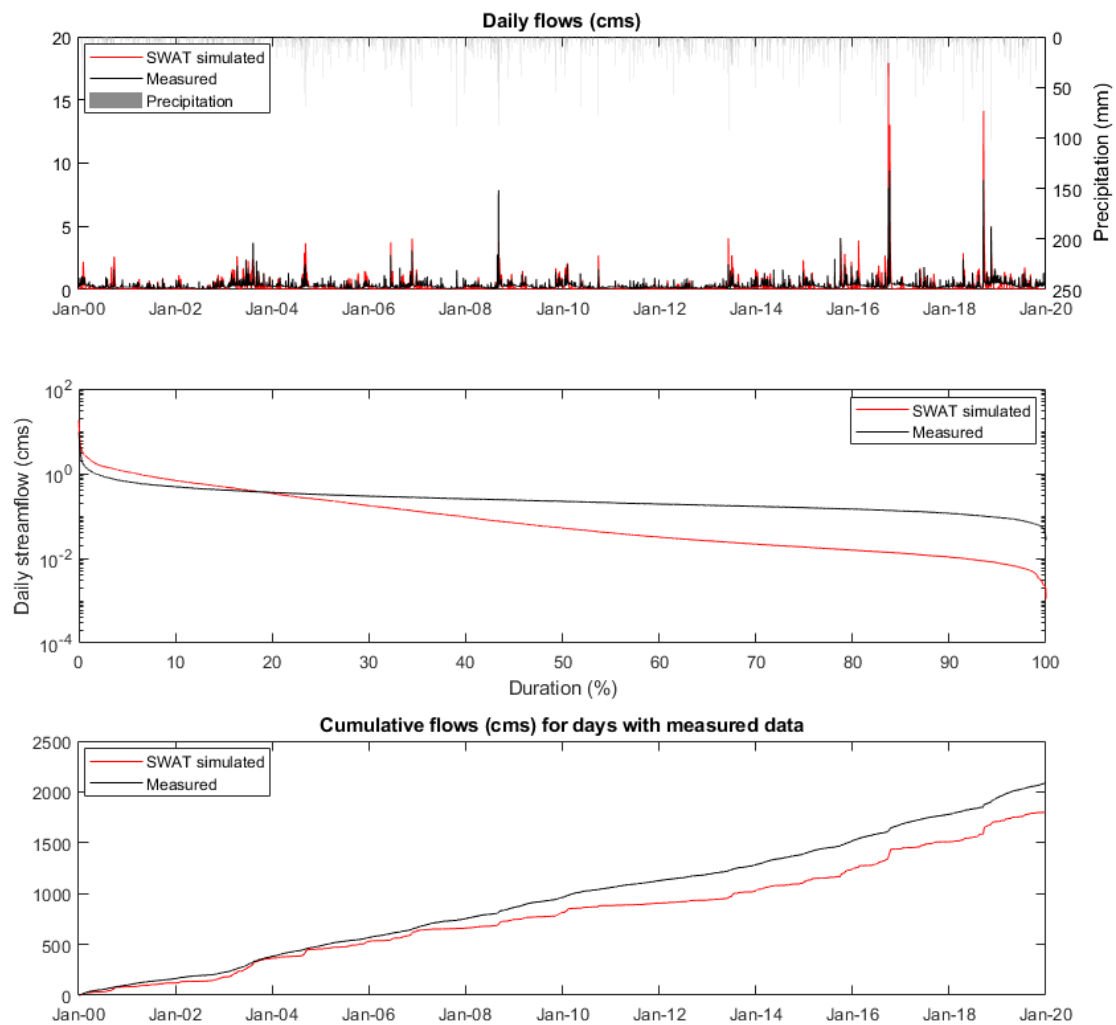 Daily flows (cms)
20
15
10
5
0
SWAT simulated
Measured
Precipitation
0
50
100
150
200
250
Precipitation (mm)
Jan-00 Jan-02 Jan-04 Jan-06 Jan-08 Jan-10 Jan-12 Jan-14 Jan-16 Jan-18 Jan-20
Daily streamflow (cms)
10^2
10^0
10^-2
10^-4
SWAT simulated
Measured
0 10 20 30 40 50 60 70 80 90 100
Duration (%)
Cumulative flows (cms) for days with measured data
2500
2000
1500
1000
500
0
SWAT simulated
Measured
Jan-00 Jan-02 Jan-04 Jan-06 Jan-08 Jan-10 Jan-12 Jan-14 Jan-16 Jan-18 Jan-20